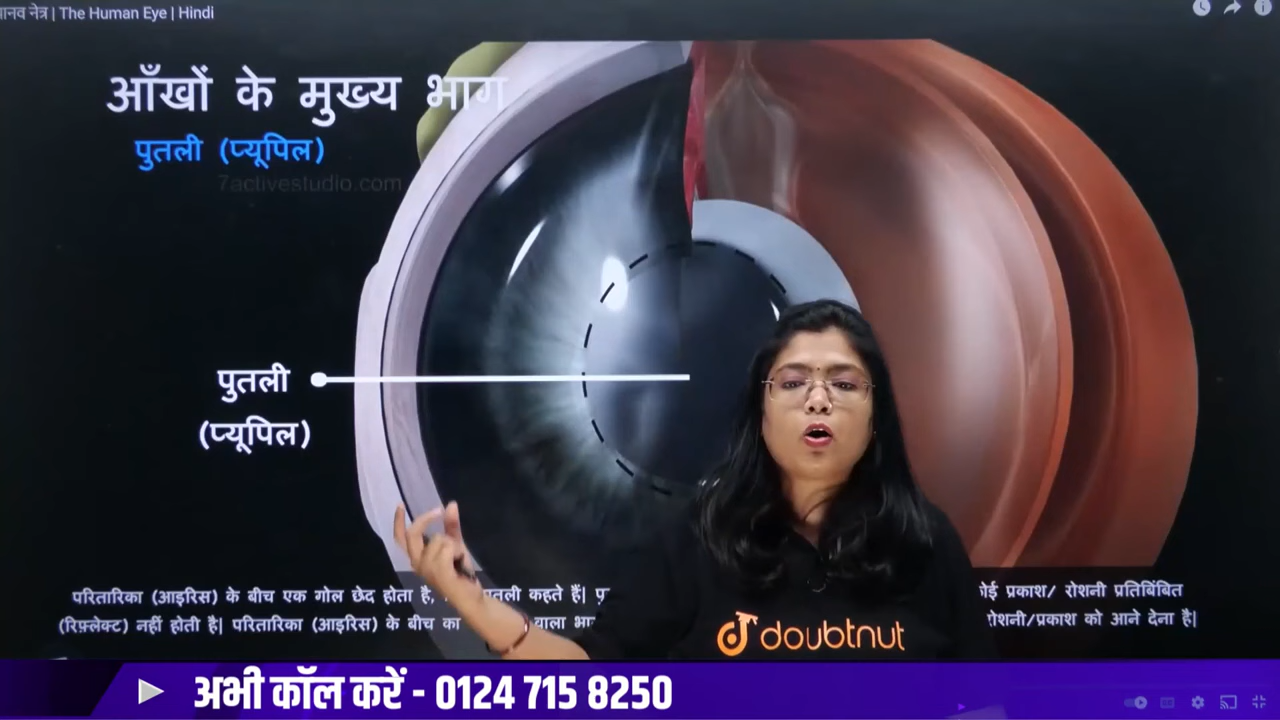 मानव नेत्र | The Human Eye | Hindi
आँखों के मुख्य भाग
पुतली (प्यूपिल)
7activestudio.com
पुतली
(प्यूपिल)
परितारिका (आइरिस) के बीच एक गोल छेद होता है, कहते हैं| कोई प्रकाश/ रोशनी प्रतिबिंबित
(रिफ़्लेक्ट) नहीं होती है| परितारिका (आइरिस) के बीच का वाला रोशनी/प्रकाश को आने देना है|
doubtnut
अभी कॉल करें - 0124 715 8250